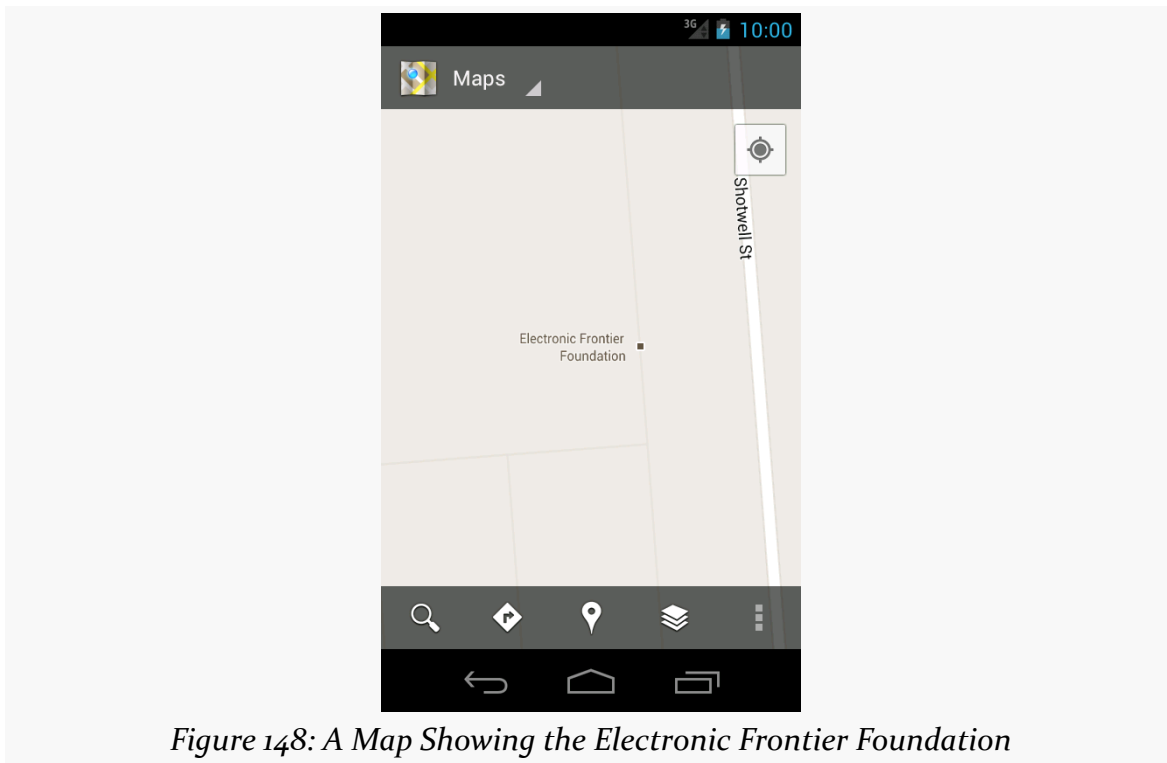 3G 10:00
Maps
Shotwell St
Electronic Frontier
Foundation
Figure 148: A Map Showing the Electronic Frontier Foundation